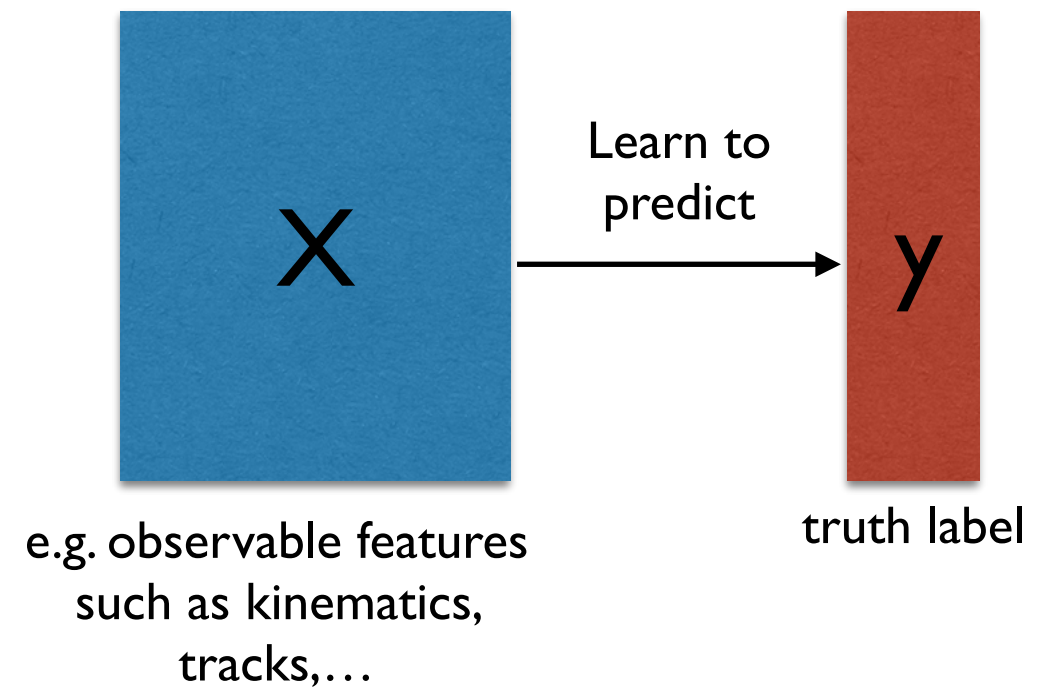 X
Learn to
predict
y
e.g. observable features
such as kinematics,
tracks,…
truth label